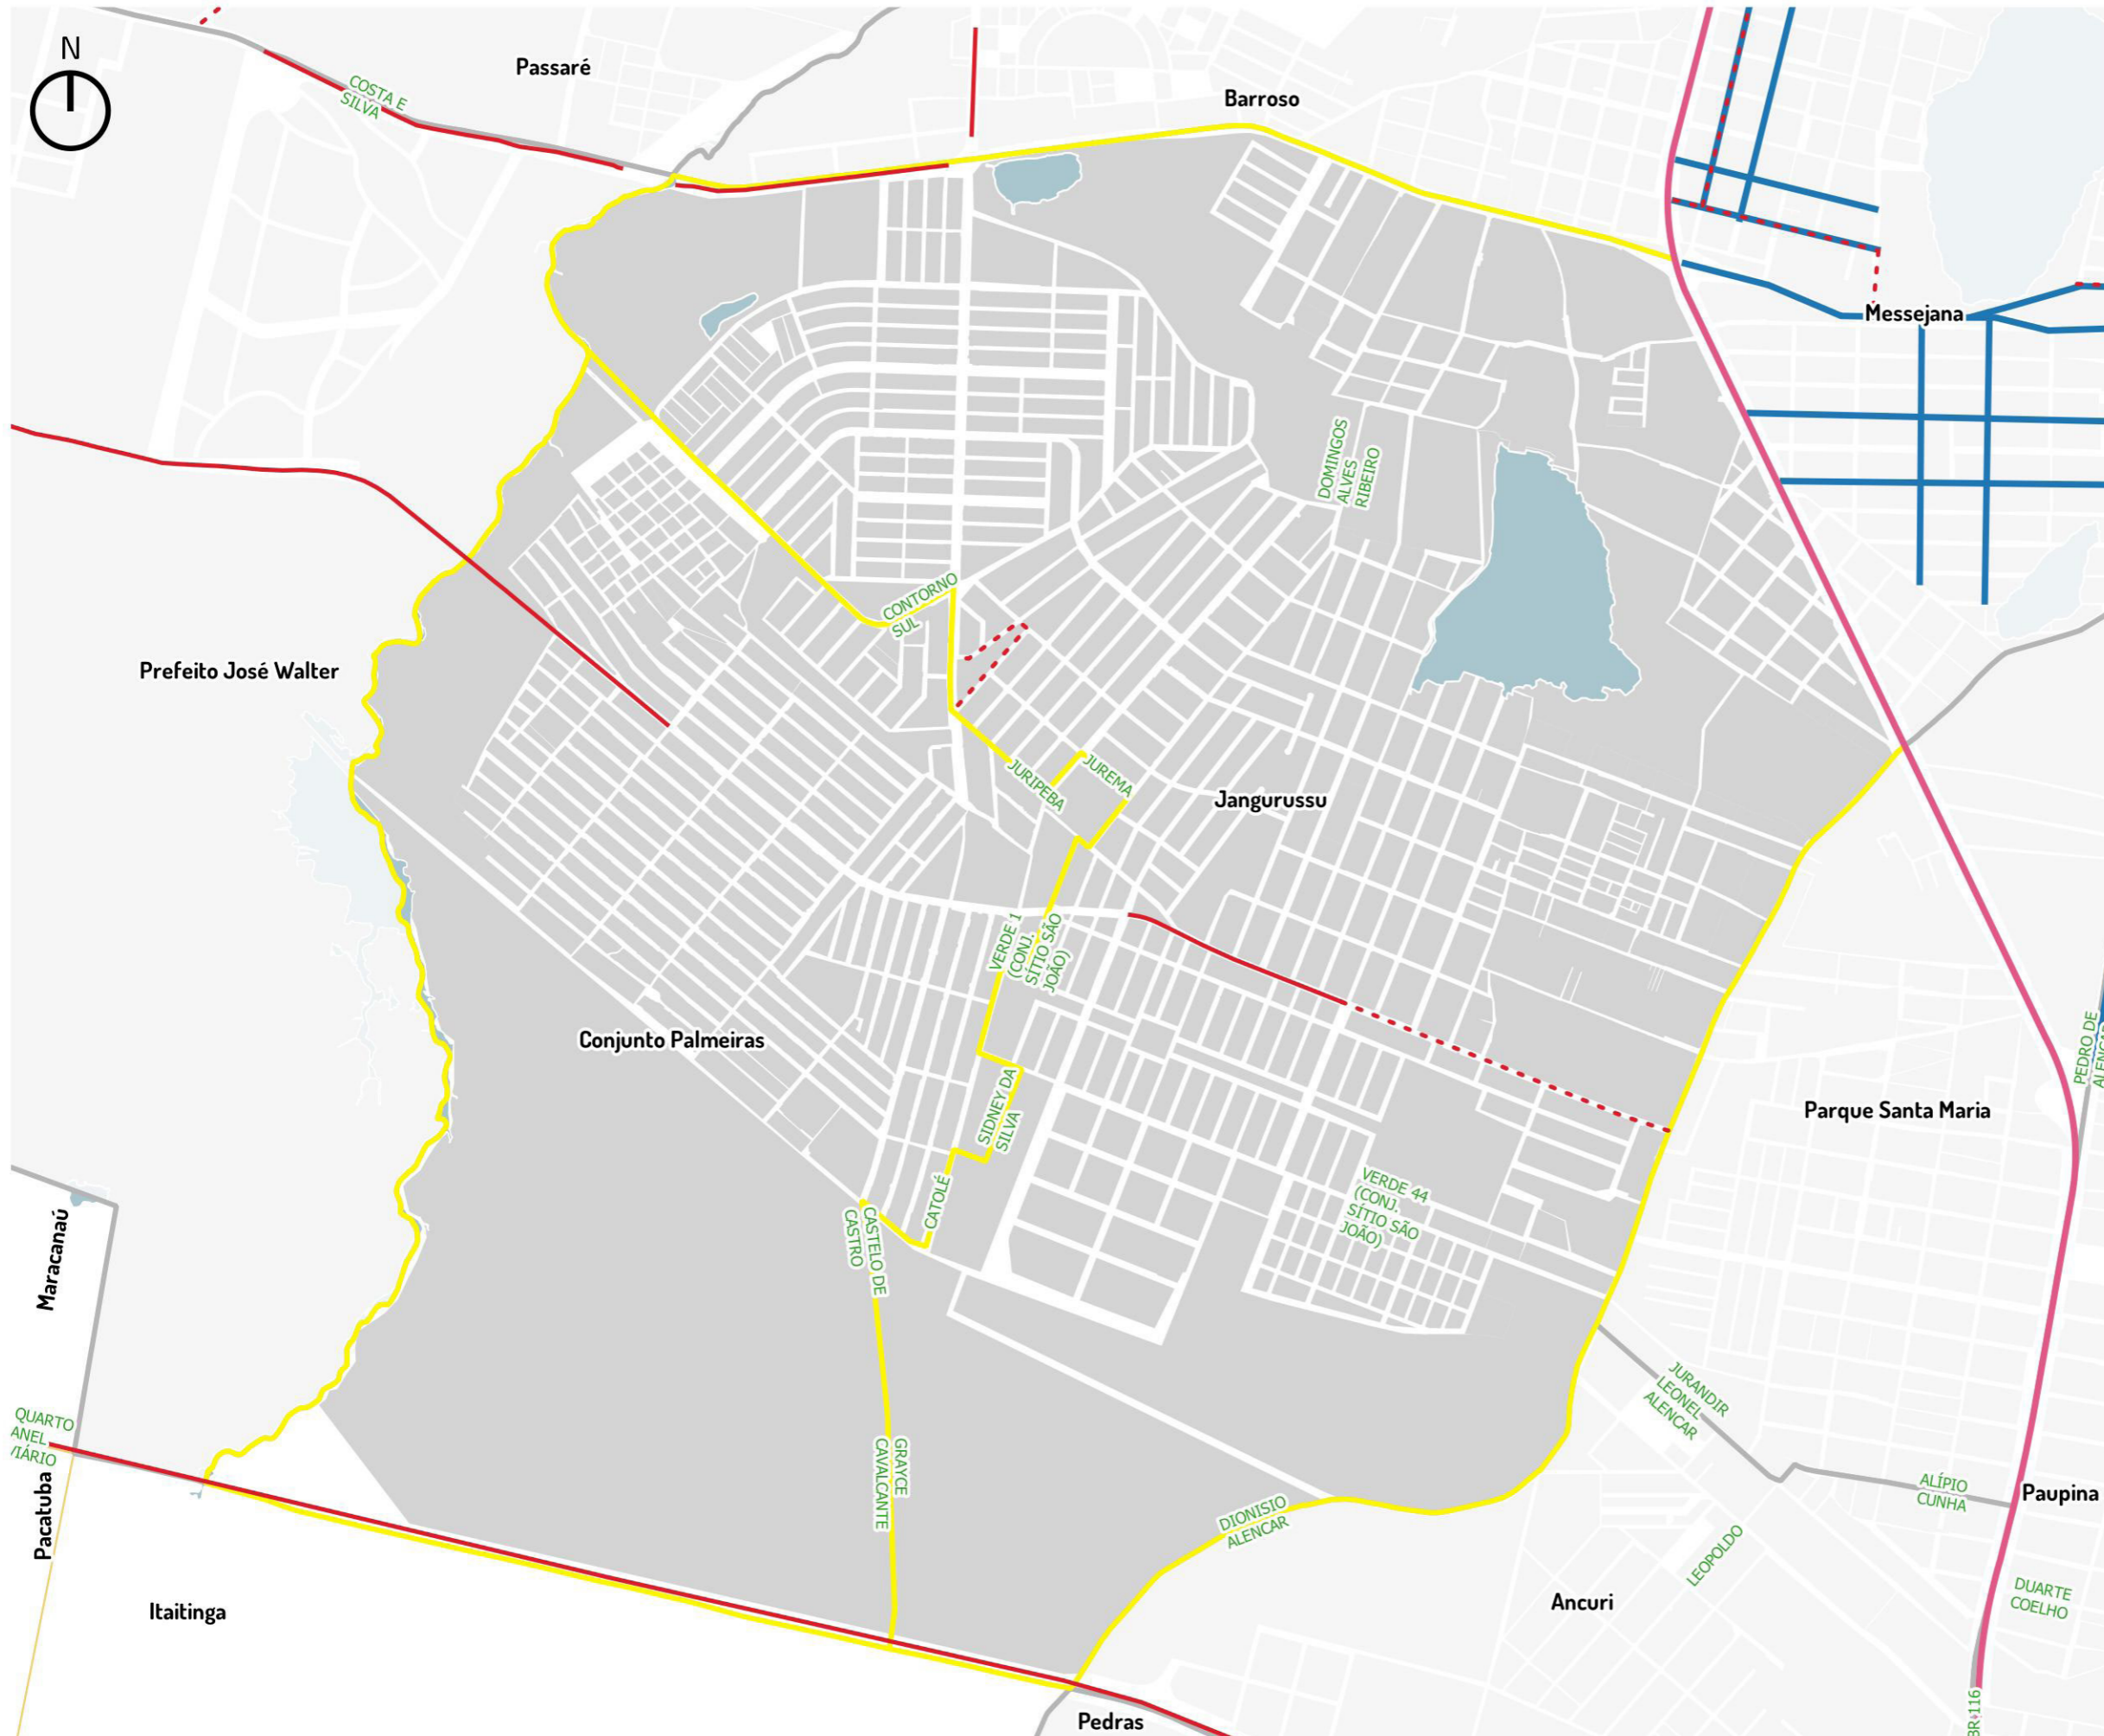 N
Passaré
COSTA E
SILVA
Barroso
Messejana
DOMINGOS
ALVES
RIBEIRO
CONTORNO
SUL
Prefeito José Walter
JURIPEBA
JUREMA
Jangurussu
VERDE 1
(CONJ.
SÍTIO SÃO
JOÃO)
Conjunto Palmeiras
PEDRO DE
ALENCAR
SIDNEY DA
SILVA
Parque Santa Maria
CATOLÉ
VERDE 44
(CONJ.
SÍTIO SÃO
JOÃO)
CASTELO DE
CASTRO
Maracanaú
JURANDIR
LEONEL
ALENCAR
QUARTO
ANEL
VIÁRIO
GRAYCE
CAVALCANTE
ALÍPIO
CUNHA
Paupina
Pacatuba
DIONISIO
ALENCAR
LEOPOLDO
DUARTE
COELHO
Itaitinga
Ancuri
BR-116
Pedras